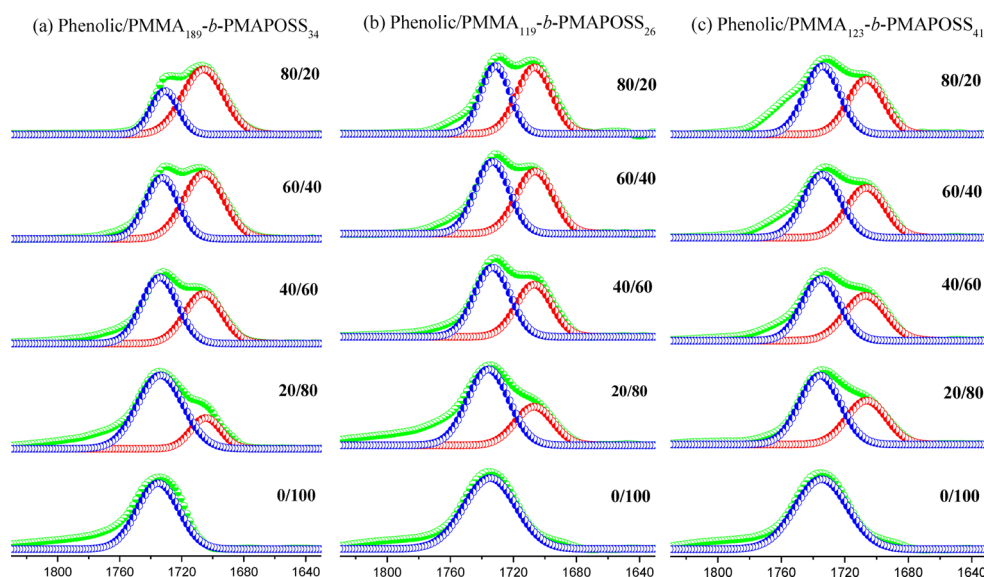 (a) Phenolic/PMMA₁₈₉-b-PMAPOSS₃₄
80/20
60/40
40/60
20/80
0/100
1800 1760 1720 1680 1640
(b) Phenolic/PMMA₁₁₉-b-PMAPOSS₂₆
80/20
60/40
40/60
20/80
0/100
1800 1760 1720 1680 1640
(c) Phenolic/PMMA₁₂₃-b-PMAPOSS₄₁
80/20
60/40
40/60
20/80
0/100
1800 1760 1720 1680 1640